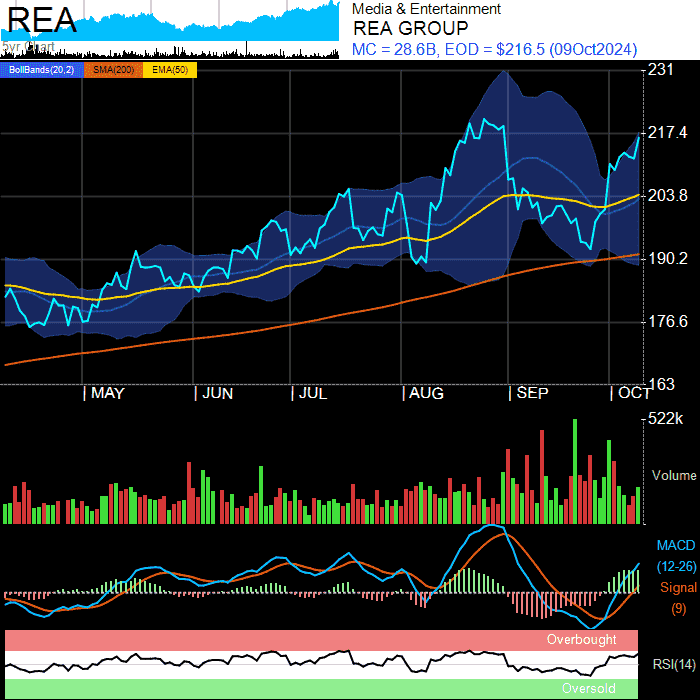 REA
Media & Entertainment
REA GROUP
5yr Chart
MC = 28.6B, EOD = $216.5 (09Oct2024)
BollBands(20,2) SMA(200) EMA(50)
231
217.4
203.8
190.2
176.6
163
| MAY | JUN | JUL | AUG | SEP | OCT
522k
Volume
MACD
(12-26)
Signal
(9)
Overbought
RSI(14)
Oversold